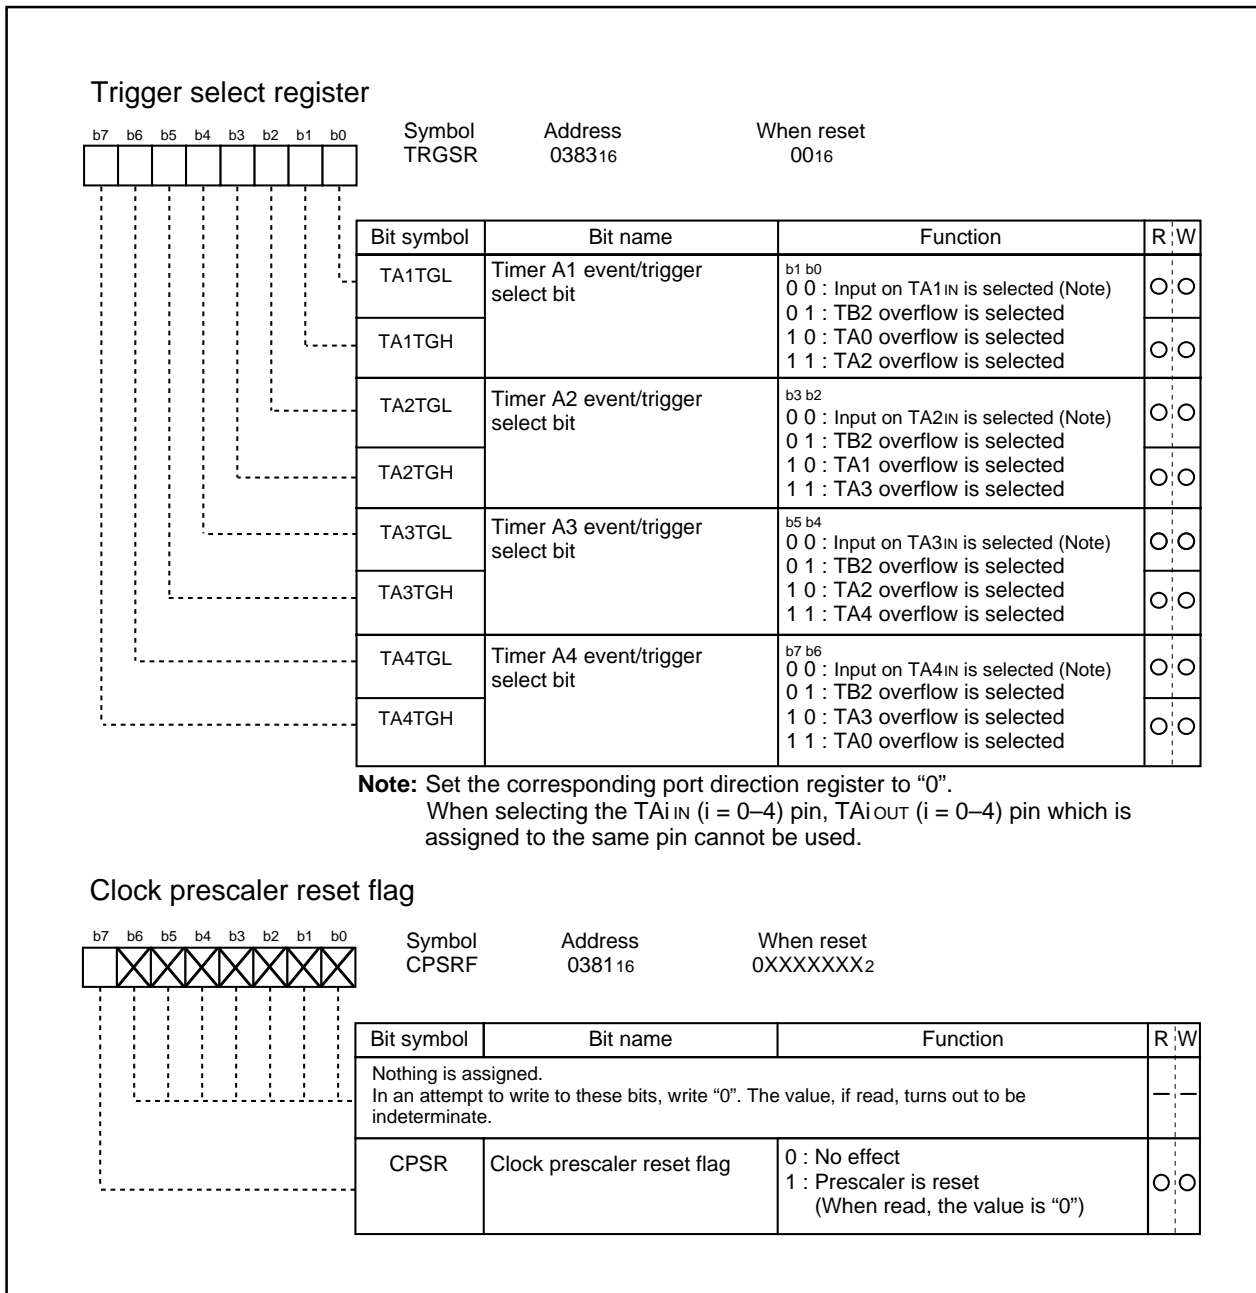 Trigger select register
b7 b6 b5 b4 b3 b2 b1 b0
Symbol Address When reset
TRGSR 038316 0016
Bit symbol Bit name Function R W
TA1TGL Timer A1 event/trigger select bit
TA1TGH
b1 b0
0 0 : Input on TA1IN is selected (Note)
0 1 : TB2 overflow is selected
1 0 : TA0 overflow is selected
1 1 : TA2 overflow is selected
TA2TGL Timer A2 event/trigger select bit
TA2TGH
b3 b2
0 0 : Input on TA2IN is selected (Note)
0 1 : TB2 overflow is selected
1 0 : TA1 overflow is selected
1 1 : TA3 overflow is selected
TA3TGL Timer A3 event/trigger select bit
TA3TGH
b5 b4
0 0 : Input on TA3IN is selected (Note)
0 1 : TB2 overflow is selected
1 0 : TA2 overflow is selected
1 1 : TA4 overflow is selected
TA4TGL Timer A4 event/trigger select bit
TA4TGH
b7 b6
0 0 : Input on TA4IN is selected (Note)
0 1 : TB2 overflow is selected
1 0 : TA3 overflow is selected
1 1 : TA0 overflow is selected
Note: Set the corresponding port direction register to “0”.
When selecting the TAiIN (i = 0–4) pin, TAiOUT (i = 0–4) pin which is
assigned to the same pin cannot be used.
Clock prescaler reset flag
b7 b6 b5 b4 b3 b2 b1 b0
Symbol Address When reset
CPSRF 038116 0XXXXXXX2
Bit symbol Bit name Function R W
Nothing is assigned.
In an attempt to write to these bits, write “0”. The value, if read, turns out to be
indeterminate.
— —
CPSR Clock prescaler reset flag
0 : No effect
1 : Prescaler is reset
(When read, the value is “0”)